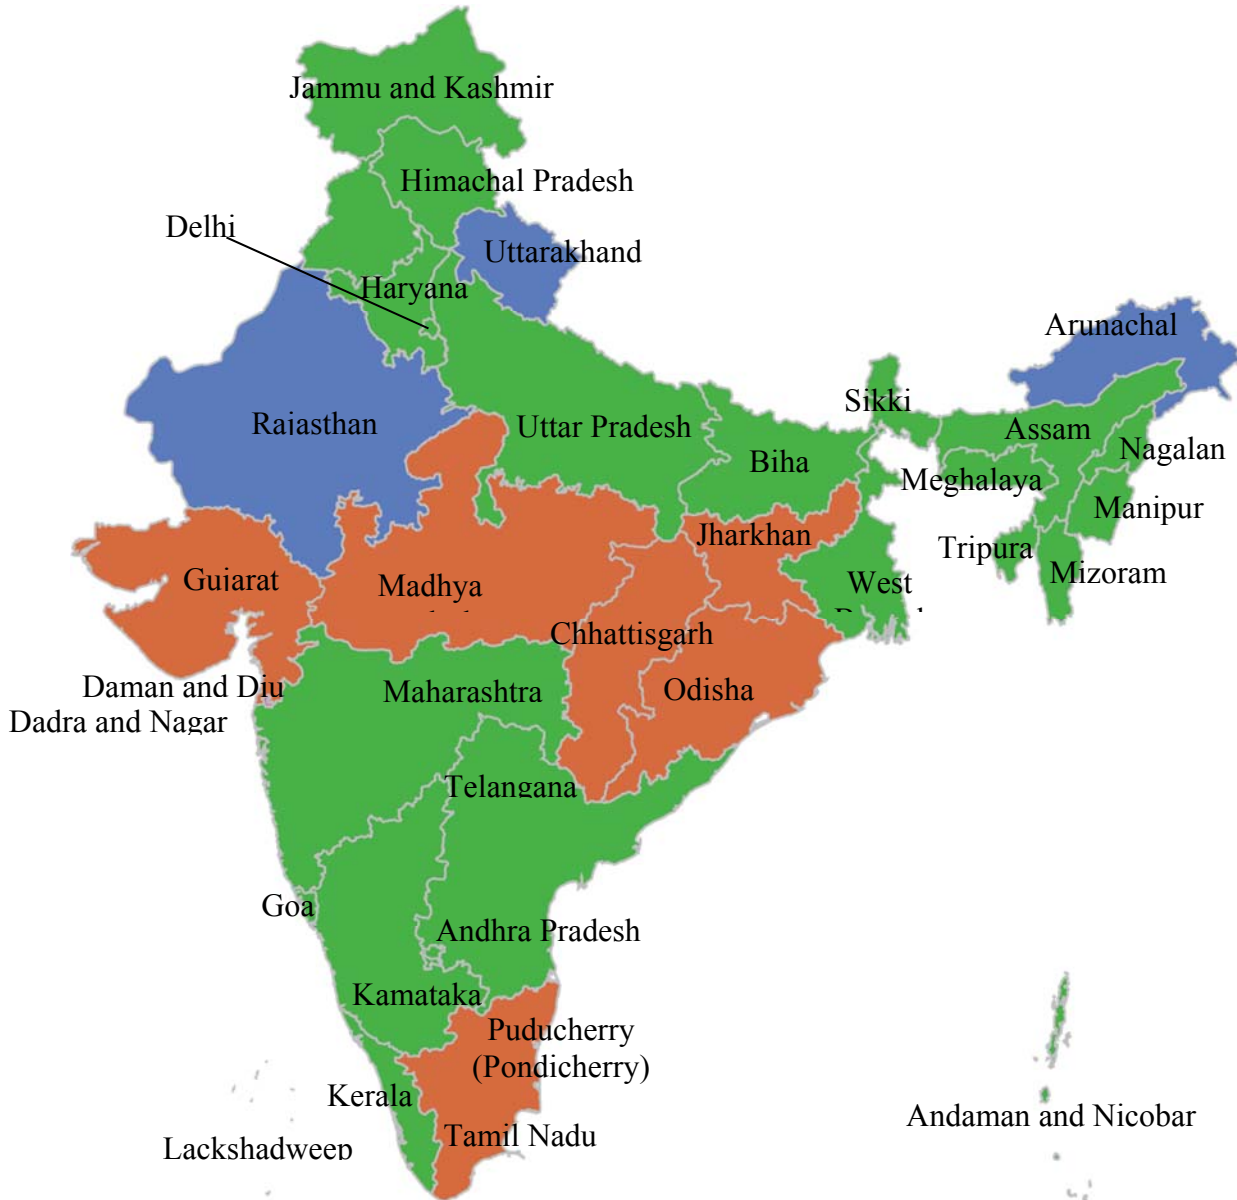 Jammu and Kashmir
Himachal Pradesh
Delhi
Uttarakhand
Haryana
Arunachal
Rajasthan
Sikki
Uttar Pradesh
Assam
Biha
Nagalan
Meghalaya
Manipur
Jharkhan
Tripura
Gujarat
Madhya
West
Mizoram
Chhattisgarh
Daman and Diu
Maharashtra
Odisha
Dadra and Nagar
Telangana
Goa
Andhra Pradesh
Kamataka
Puducherry
(Pondicherry)
Kerala
Andaman and Nicobar
Tamil Nadu
Lackshadweep